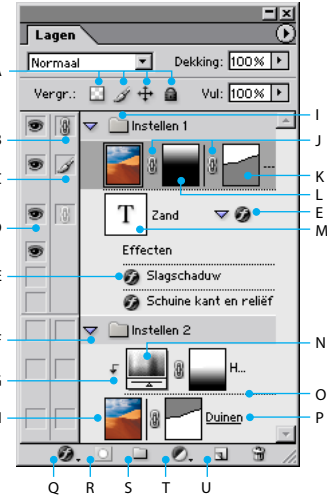 Lagen
Normaal Dekking: 100%
A
Vergr.: Vul: 100%
I
B Instellen 1 J
C ... K
L
D T Zand E
M
Effecten
E Slagschaduw
Schuine kant en reliëf
F Instellen 2 N
G H...
O
H Duinen P
Q R S T U